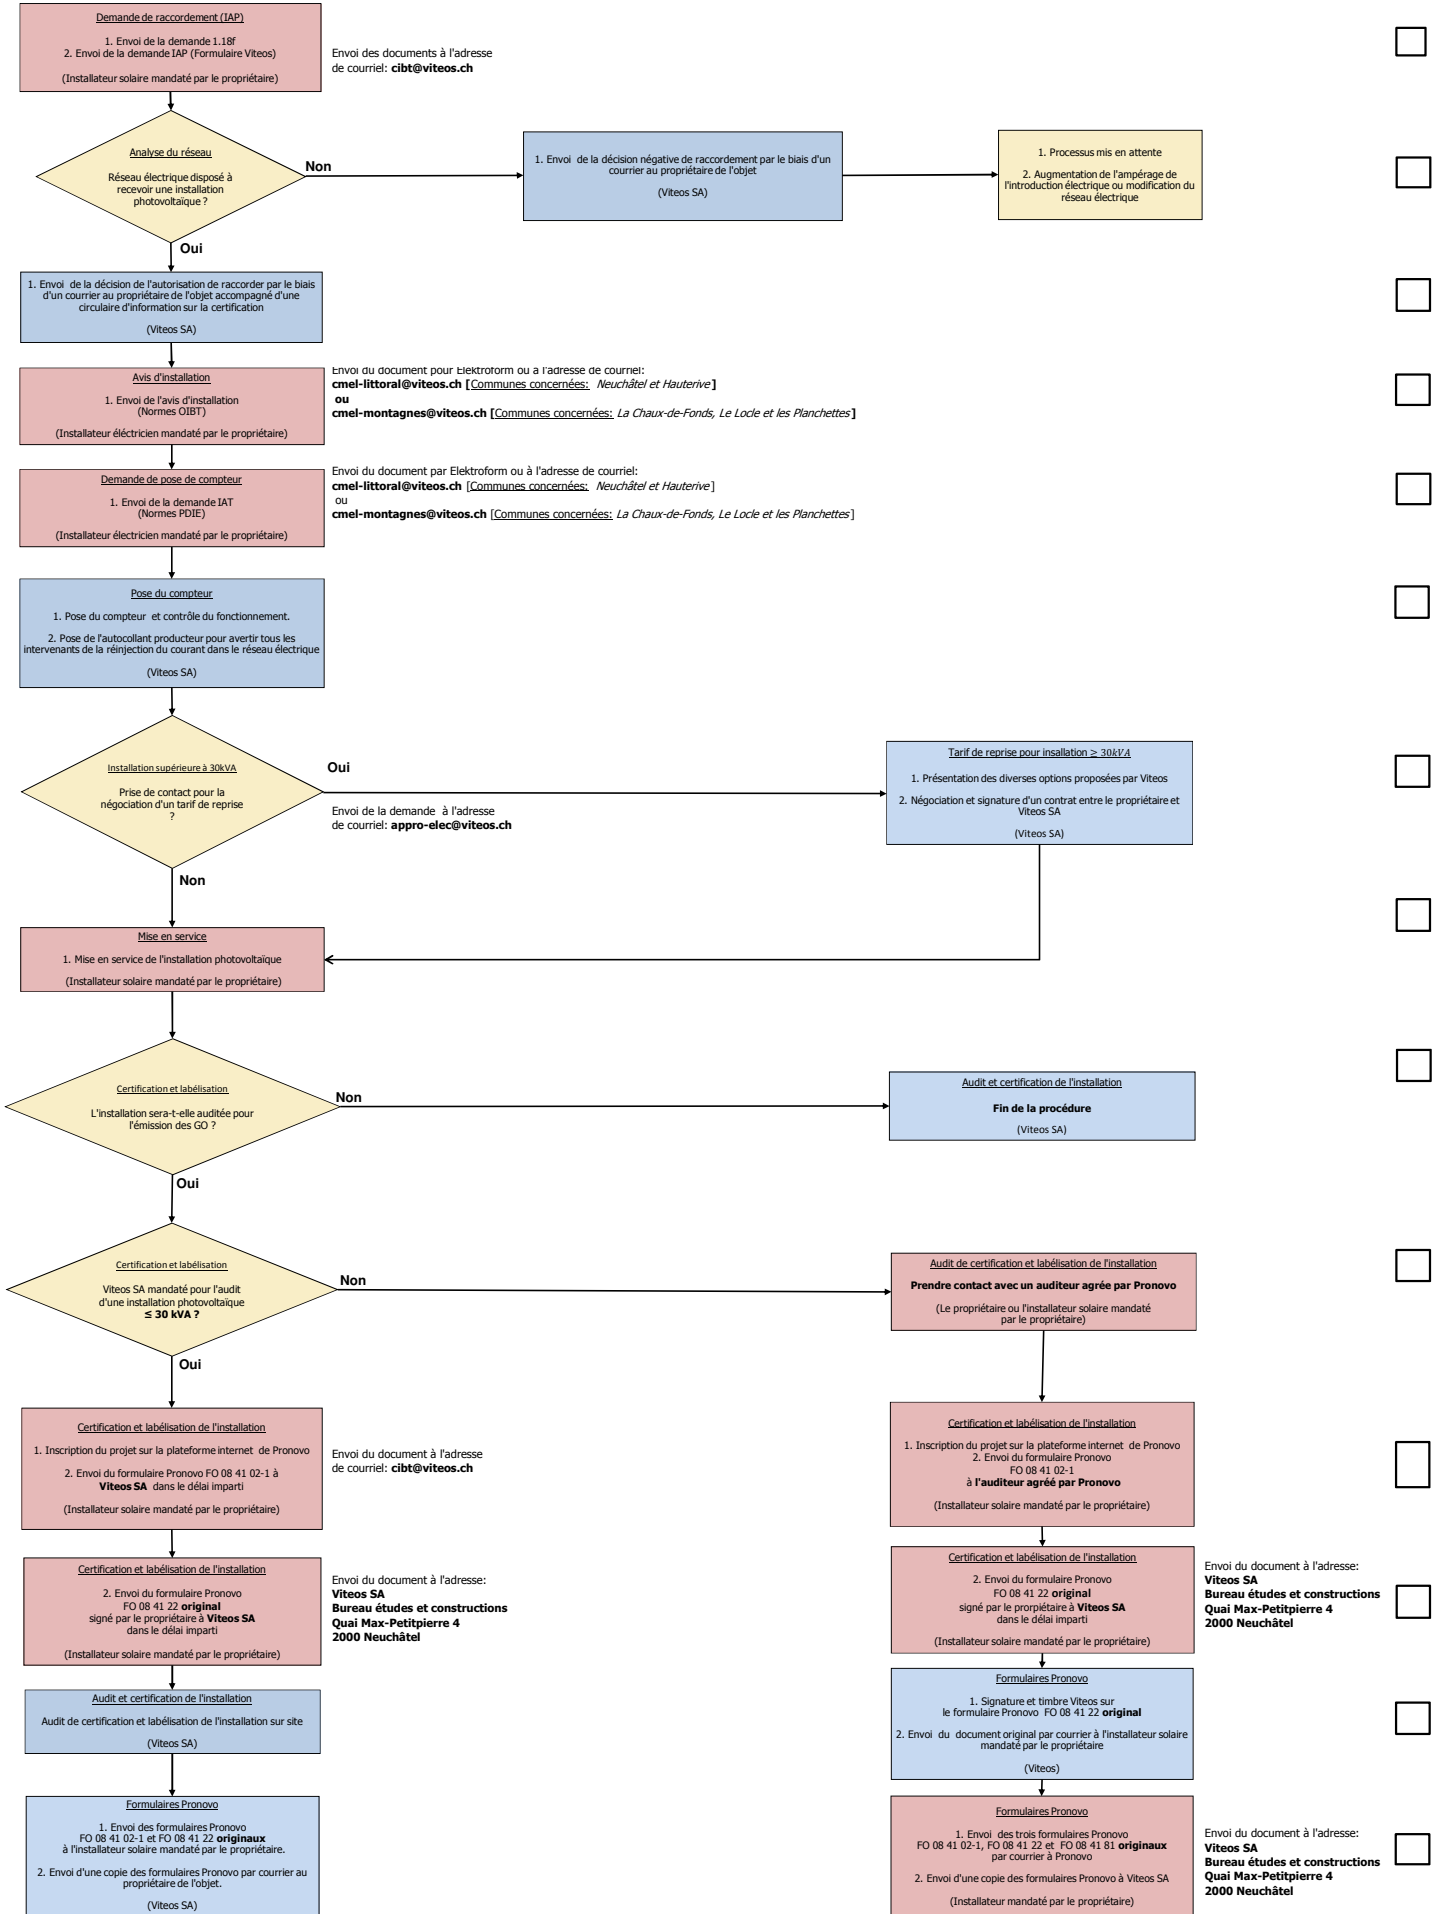 Demande de raccordement (IAP)
1. Envoi de la demande 1.18f
2. Envoi de la demande IAP (Formulaire Viteos)
(Installateur solaire mandaté par le propriétaire)
Envoi des documents à l'adresse
de courriel: cibt@viteos.ch
Analyse du réseau
Réseau électrique disposé à
recevoir une installation
photovoltaïque ?
Non
1. Envoi de la décision négative de raccordement par le biais d'un
courrier au propriétaire de l'objet
(Viteos SA)
1. Processus mis en attente
2. Augmentation de l'ampérage de
l'introduction électrique ou modification du
réseau électrique
Oui
1. Envoi de la décision de l'autorisation de raccorder par le biais
d'un courrier au propriétaire de l'objet accompagné d'une
circulaire d'information sur la certification
(Viteos SA)
Avis d'installation
1. Envoi de l'avis d'installation
(Normes OIBT)
(Installateur éléctricien mandaté par le propriétaire)
Envoi du document pour Elektroform ou à l'adresse de courriel:
cmel-littoral@viteos.ch [Communes concernées: Neuchâtel et Hauterive]
ou
cmel-montagnes@viteos.ch [Communes concernées: La Chaux-de-Fonds, Le Locle et les Planchettes]
Demande de pose de compteur
1. Envoi de la demande IAT
(Normes PDIE)
(Installateur électricien mandaté par le propriétaire)
Envoi du document par Elektroform ou à l'adresse de courriel:
cmel-littoral@viteos.ch [Communes concernées: Neuchâtel et Hauterive]
ou
cmel-montagnes@viteos.ch [Communes concernées: La Chaux-de-Fonds, Le Locle et les Planchettes]
Pose du compteur
1. Pose du compteur et contrôle du fonctionnement.
2. Pose de l'autocollant producteur pour avertir tous les
intervenants de la réinjection du courant dans le réseau électrique
(Viteos SA)
Installation supérieure à 30kVA
Prise de contact pour la
négociation d'un tarif de reprise
?
Oui
Envoi de la demande à l'adresse
de courriel: appro-elec@viteos.ch
Tarif de reprise pour insallation ≥ 30kVA
1. Présentation des diverses options proposées par Viteos
2. Négociation et signature d'un contrat entre le propriétaire et
Viteos SA
(Viteos SA)
Non
Mise en service
1. Mise en service de l'installation photovoltaïque
(Installateur solaire mandaté par le propriétaire)
Certification et labélisation
L'installation sera-t-elle auditée pour
l'émission des GO ?
Non
Audit et certification de l'installation
Fin de la procédure
(Viteos SA)
Oui
Certification et labélisation
Viteos SA mandaté pour l'audit
d'une installation photovoltaïque
≤ 30 kVA ?
Non
Audit de certification et labélisation de l'installation
Prendre contact avec un auditeur agrée par Pronovo
(Le propriétaire ou l'installateur solaire mandaté
par le propriétaire)
Oui
Certification et labélisation de l'installation
1. Inscription du projet sur la plateforme internet de Pronovo
2. Envoi du formulaire Pronovo FO 08 41 02-1 à
Viteos SA dans le délai imparti
(Installateur solaire mandaté par le propriétaire)
Envoi du document à l'adresse
de courriel: cibt@viteos.ch
Certification et labélisation de l'installation
1. Inscription du projet sur la plateforme internet de Pronovo
2. Envoi du formulaire Pronovo
FO 08 41 02-1
à l'auditeur agréé par Pronovo
(Installateur solaire mandaté par le propriétaire)
Certification et labélisation de l'installation
2. Envoi du formulaire Pronovo
FO 08 41 22 original
signé par le propriétaire à Viteos SA
dans le délai imparti
(Installateur solaire mandaté par le propriétaire)
Envoi du document à l'adresse:
Viteos SA
Bureau études et constructions
Quai Max-Petitpierre 4
2000 Neuchâtel
Certification et labélisation de l'installation
2. Envoi du formulaire Pronovo
FO 08 41 22 original
signé par le prorpiétaire à Viteos SA
dans le délai imparti
(Installateur solaire mandaté par le propriétaire)
Envoi du document à l'adresse:
Viteos SA
Bureau études et constructions
Quai Max-Petitpierre 4
2000 Neuchâtel
Audit et certification de l'installation
Audit de certification et labélisation de l'installation sur site
(Viteos SA)
Formulaires Pronovo
1. Signature et timbre Viteos sur
le formulaire Pronovo FO 08 41 22 original
2. Envoi du document original par courrier à l'installateur solaire
mandaté par le propriétaire
(Viteos)
Formulaires Pronovo
1. Envoi des formulaires Pronovo
FO 08 41 02-1 et FO 08 41 22 originaux
à l'installateur solaire mandaté par le propriétaire.
2. Envoi d'une copie des formulaires Pronovo par courrier au
propriétaire de l'objet.
(Viteos SA)
Formulaires Pronovo
1. Envoi des trois formulaires Pronovo
FO 08 41 02-1, FO 08 41 22 et FO 08 41 81 originaux
par courrier à Pronovo
2. Envoi d'une copie des formulaires Pronovo à Viteos SA
(Installateur mandaté par le propriétaire)
Envoi du document à l'adresse:
Viteos SA
Bureau études et constructions
Quai Max-Petitpierre 4
2000 Neuchâtel